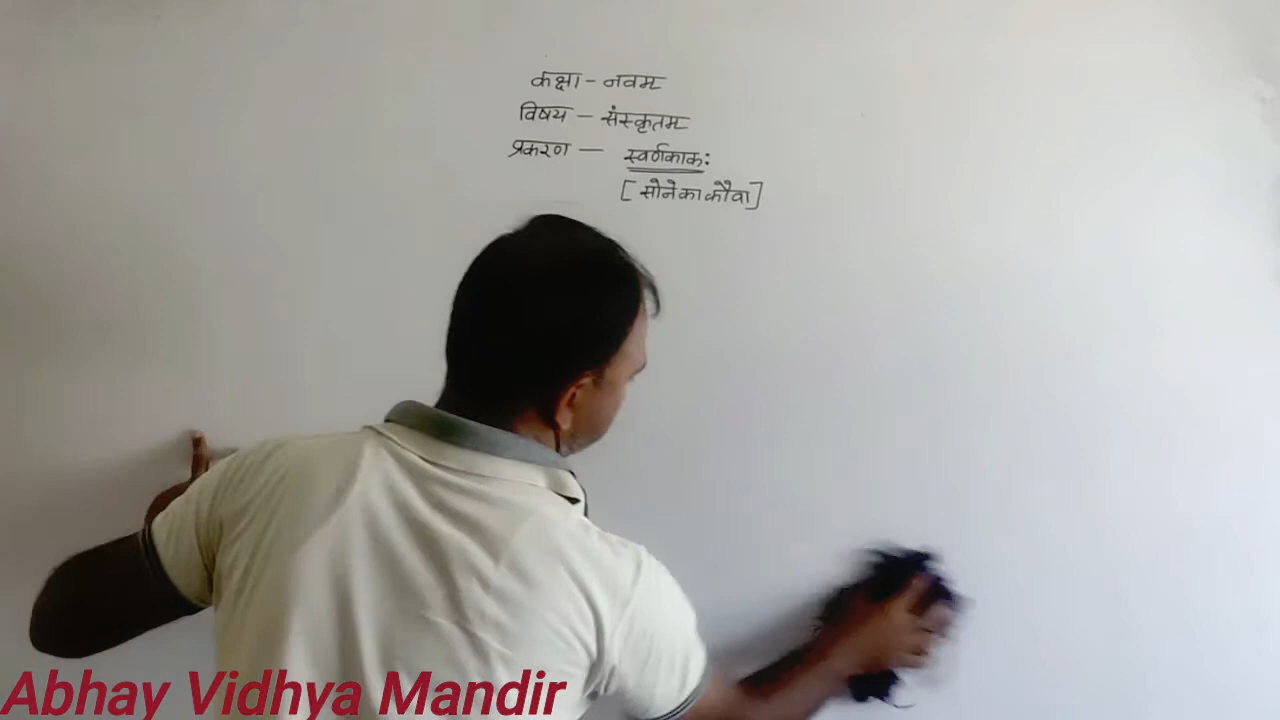 कक्षा - नवम
विषय - संस्कृतम
प्रकरण - स्वर्णकाकः
[सोने का कौवा]
Abhay Vidhya Mandir